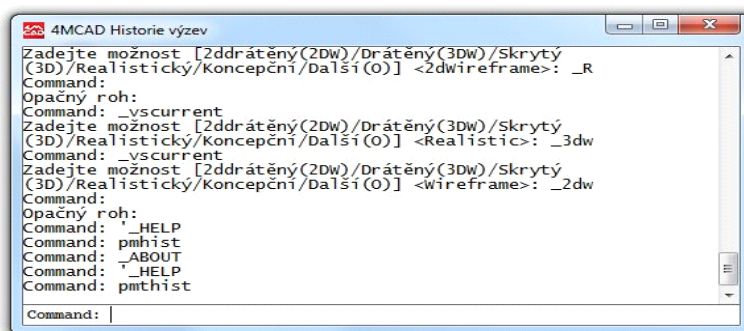 4MCAD Historie výzev
Zadejte možnost [2ddrátěný(2DW)/Drátěný(3DW)/Skrytý
(3D)/Realistický/Koncepční/Další(O)] <2dWireframe>: _R
Command:
Opačný roh:
Command: _vscurrent
Zadejte možnost [2ddrátěný(2DW)/Drátěný(3DW)/Skrytý
(3D)/Realistický/Koncepční/Další(O)] <Realistic>: _3dw
Command: _vscurrent
Zadejte možnost [2ddrátěný(2DW)/Drátěný(3DW)/Skrytý
(3D)/Realistický/Koncepční/Další(O)] <Wireframe>: _2dw
Command:
Opačný roh:
Command: '_HELP
Command: pmhist
Command: _ABOUT
Command: '_HELP
Command: pmthist
Command: